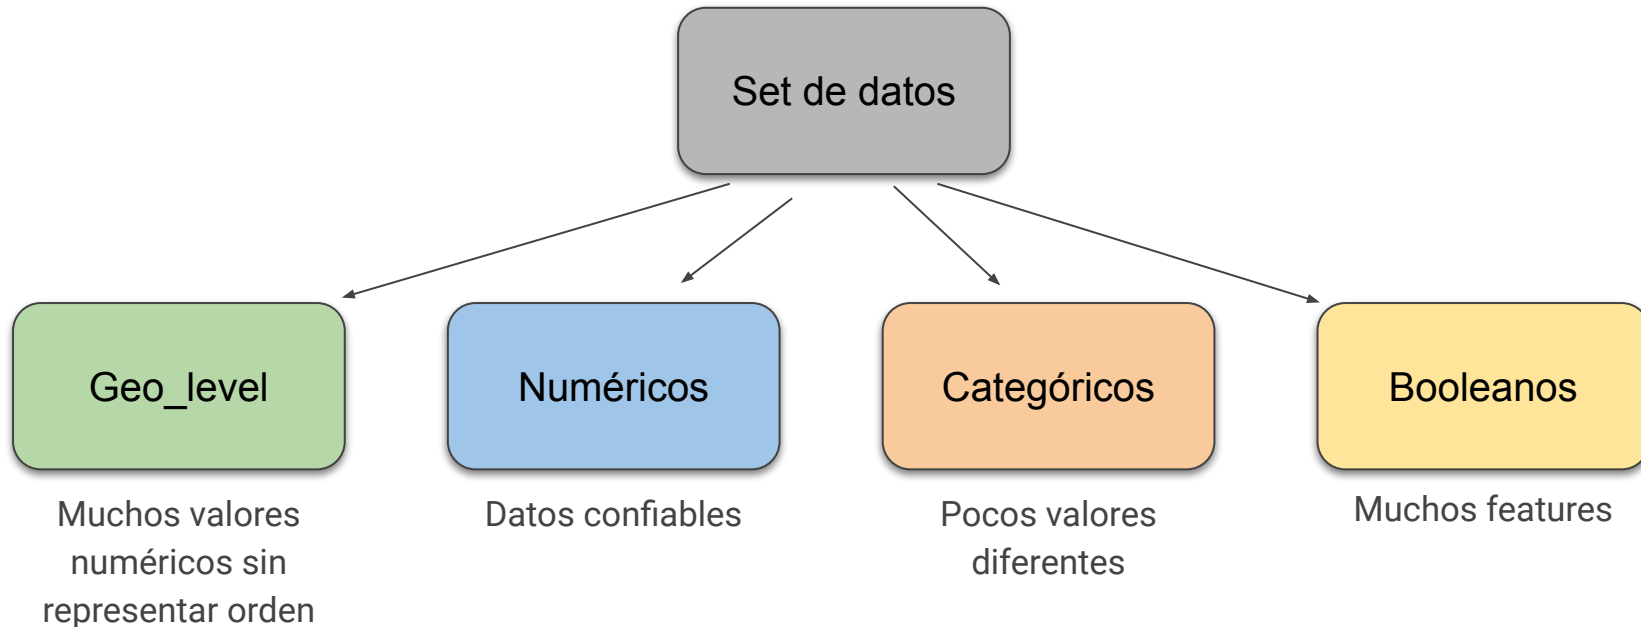 Set de datos
Geo_level
Numéricos
Categóricos
Booleanos
Muchos valores
numéricos sin
representar orden
Datos confiables
Pocos valores
diferentes
Muchos features